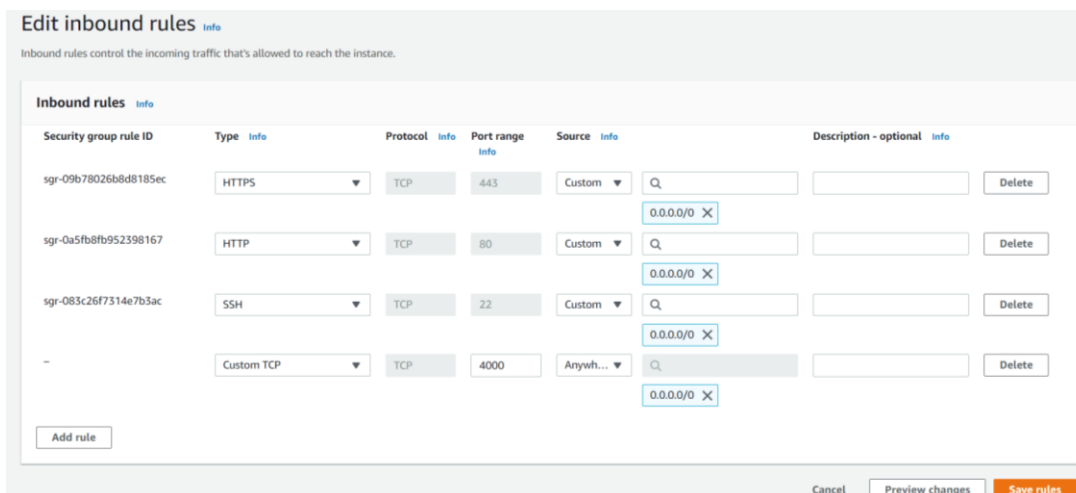 Edit inbound rules Info
Inbound rules control the incoming traffic that's allowed to reach the instance.
Inbound rules Info
Security group rule ID Type Info Protocol Info Port range Info Source Info Description - optional Info
sgr-09b78026b8d8185ec HTTPS TCP 443 Custom Delete
0.0.0.0/0
sgr-0a5fb8fb952398167 HTTP TCP 80 Custom Delete
0.0.0.0/0
sgr-083c26f7314e7b3ac SSH TCP 22 Custom Delete
0.0.0.0/0
– Custom TCP TCP 4000 Anywh... Delete
0.0.0.0/0
Add rule
Cancel Preview changes Save rules